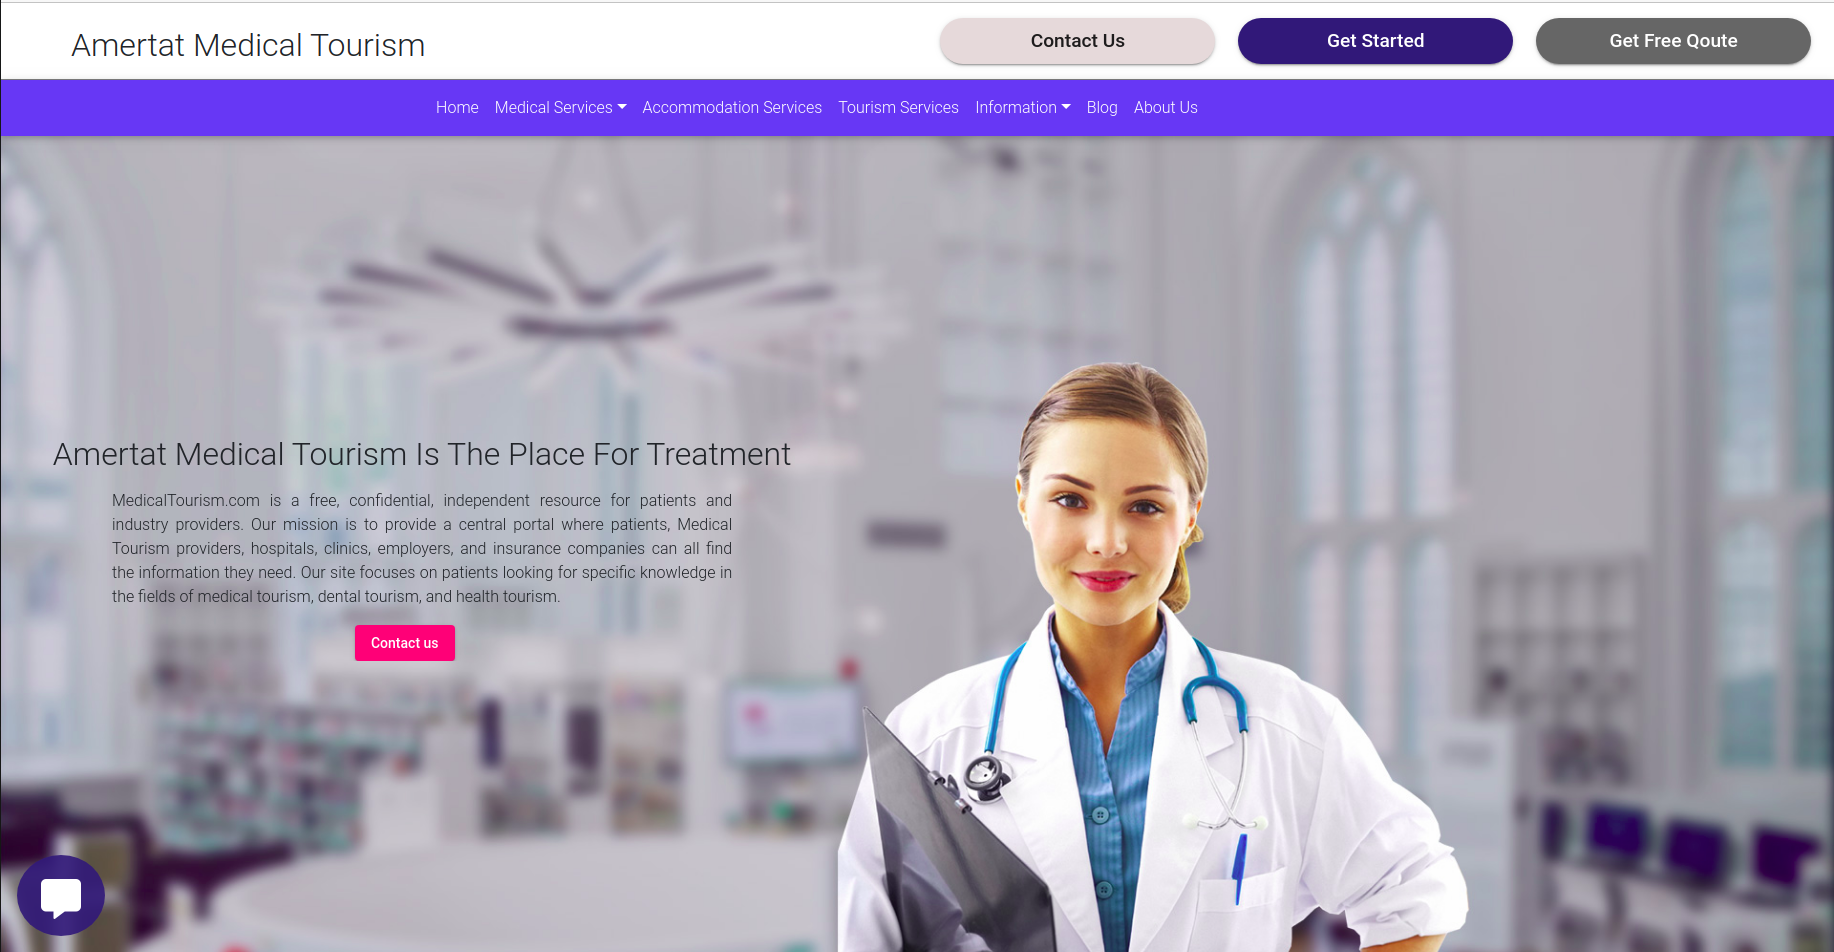 Amertat Medical Tourism
Contact Us
Get Started
Get Free Qoute
Home Medical Services Accommodation Services Tourism Services Information Blog About Us
Amertat Medical Tourism Is The Place For Treatment
MedicalTourism.com is a free, confidential, independent resource for patients and
industry providers. Our mission is to provide a central portal where patients, Medical
Tourism providers, hospitals, clinics, employers, and insurance companies can all find
the information they need. Our site focuses on patients looking for specific knowledge in
the fields of medical tourism, dental tourism, and health tourism.
Contact us